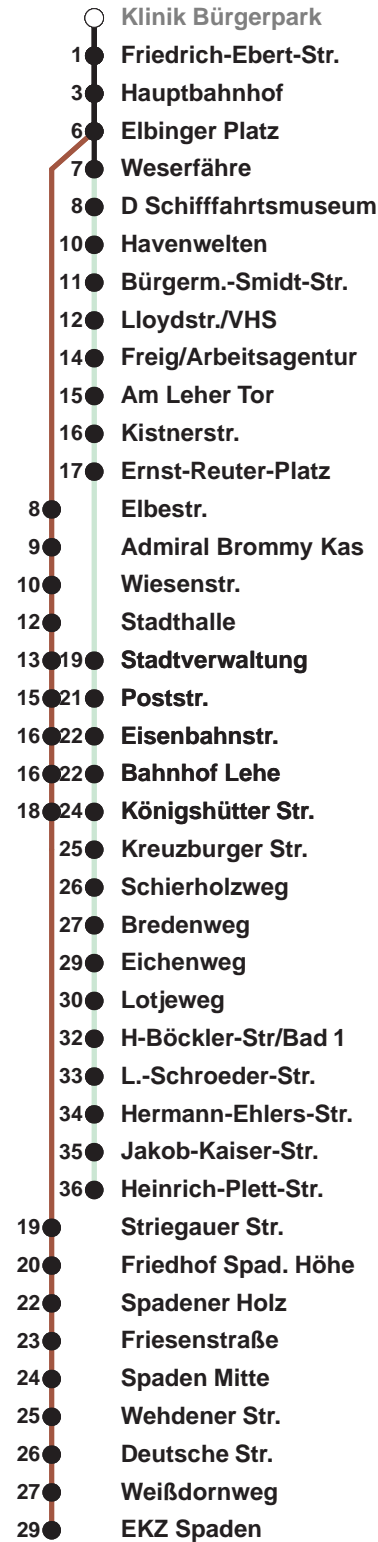 Klinik Bürgerpark
1 Friedrich-Ebert-Str.
3 Hauptbahnhof
6 Elbinger Platz
7 Weserfähre
8 D Schifffahrtsmuseum
10 Havenwelten
11 Bürgerm.-Smidt-Str.
12 Lloydstr./VHS
14 Freig/Arbeitsagentur
15 Am Leher Tor
16 Kistnerstr.
17 Ernst-Reuter-Platz
8 Elbestr.
9 Admiral Brommy Kas
10 Wiesenstr.
12 Stadthalle
13 19 Stadtverwaltung
15 21 Poststr.
16 22 Eisenbahnstr.
16 22 Bahnhof Lehe
18 24 Königshütter Str.
25 Kreuzburger Str.
26 Schierholzweg
27 Bredenweg
29 Eichenweg
30 Lotjeweg
32 H-Böckler-Str/Bad 1
33 L.-Schroeder-Str.
34 Hermann-Ehlers-Str.
35 Jakob-Kaiser-Str.
36 Heinrich-Plett-Str.
19 Striegauer Str.
20 Friedhof Spad. Höhe
22 Spadener Holz
23 Friesenstraße
24 Spaden Mitte
25 Wehdener Str.
26 Deutsche Str.
27 Weißdornweg
29 EKZ Spaden